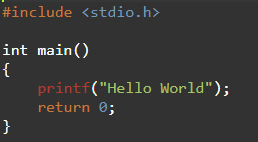 #include <stdio.h>

int main()
{
    printf("Hello World");
    return 0;
}